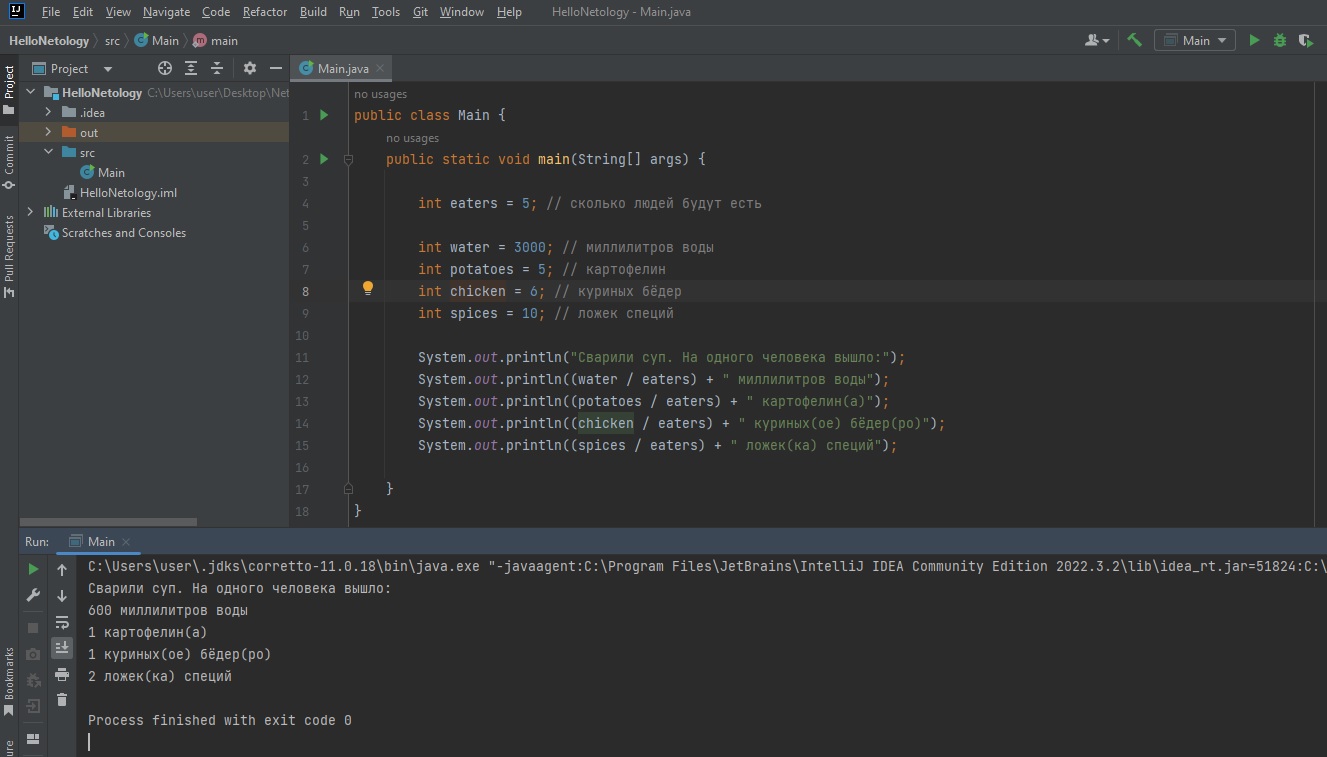 File Edit View Navigate Code Refactor Build Run Tools Git Window Help HelloNetology - Main.java
HelloNetology src Main m main Main
Project Main.java
Project
Commit
Pull Requests
Bookmarks
HelloNetology C:\Users\user\Desktop\Net
.idea
out
src
Main
HelloNetology.iml
External Libraries
Scratches and Consoles
no usages
1 public class Main {
no usages
2 public static void main(String[] args) {
3
4 int eaters = 5; // сколько людей будут есть
5
6 int water = 3000; // миллилитров воды
7 int potatoes = 5; // картофелин
8 int chicken = 6; // куриных бёдер
9 int spices = 10; // ложек специй
10
11 System.out.println("Сварили суп. На одного человека вышло:");
12 System.out.println((water / eaters) + " миллилитров воды");
13 System.out.println((potatoes / eaters) + " картофелин(а)");
14 System.out.println((chicken / eaters) + " куриных(ое) бёдер(ро)");
15 System.out.println((spices / eaters) + " ложек(ка) специй");
16
17 }
18 }
Run: Main
C:\Users\user\.jdks\corretto-11.0.18\bin\java.exe "-javaagent:C:\Program Files\JetBrains\IntelliJ IDEA Community Edition 2022.3.2\lib\idea_rt.jar=51824:C:\
Сварили суп. На одного человека вышло:
600 миллилитров воды
1 картофелин(а)
1 куриных(ое) бёдер(ро)
2 ложек(ка) специй
Process finished with exit code 0